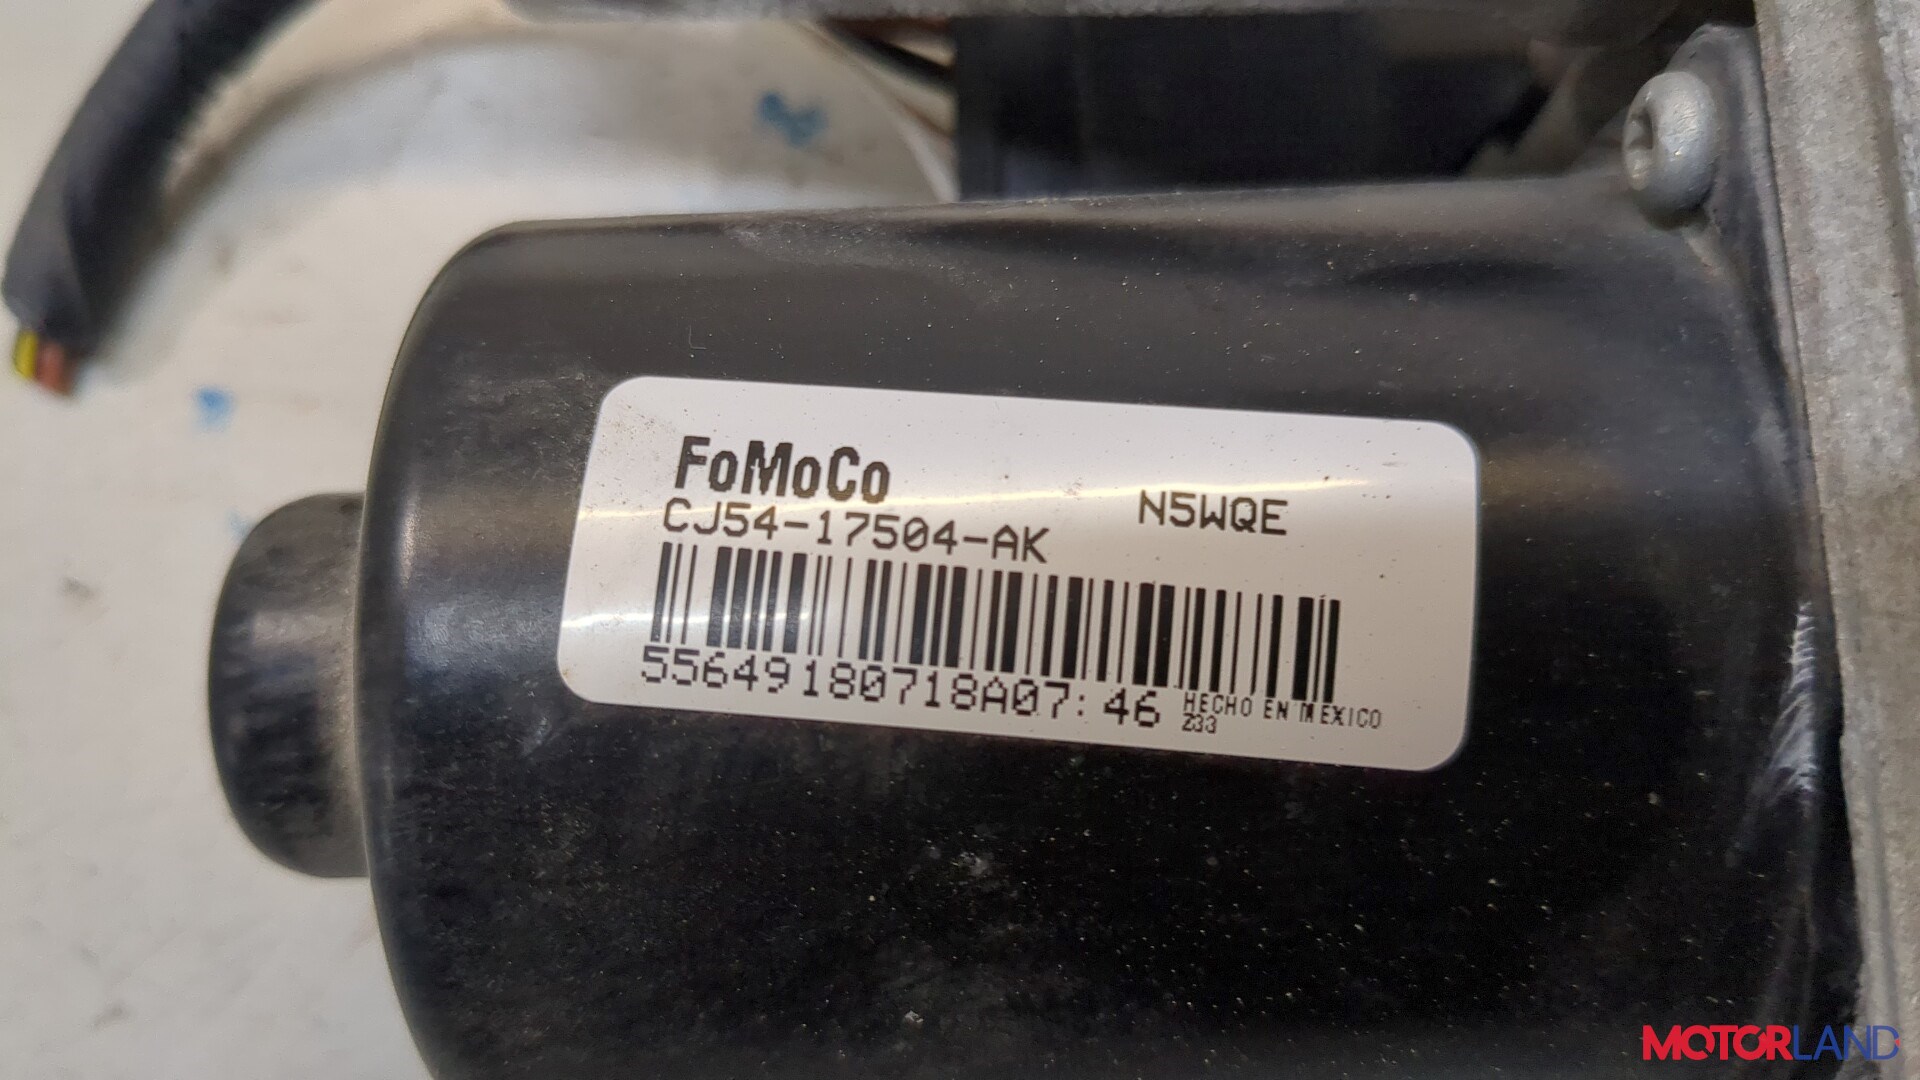 FoMoCo
CJ54-17504-AK
N5WQE
55649180718A07:46
HECHO EN MEXICO
Z33
MOTORLAND